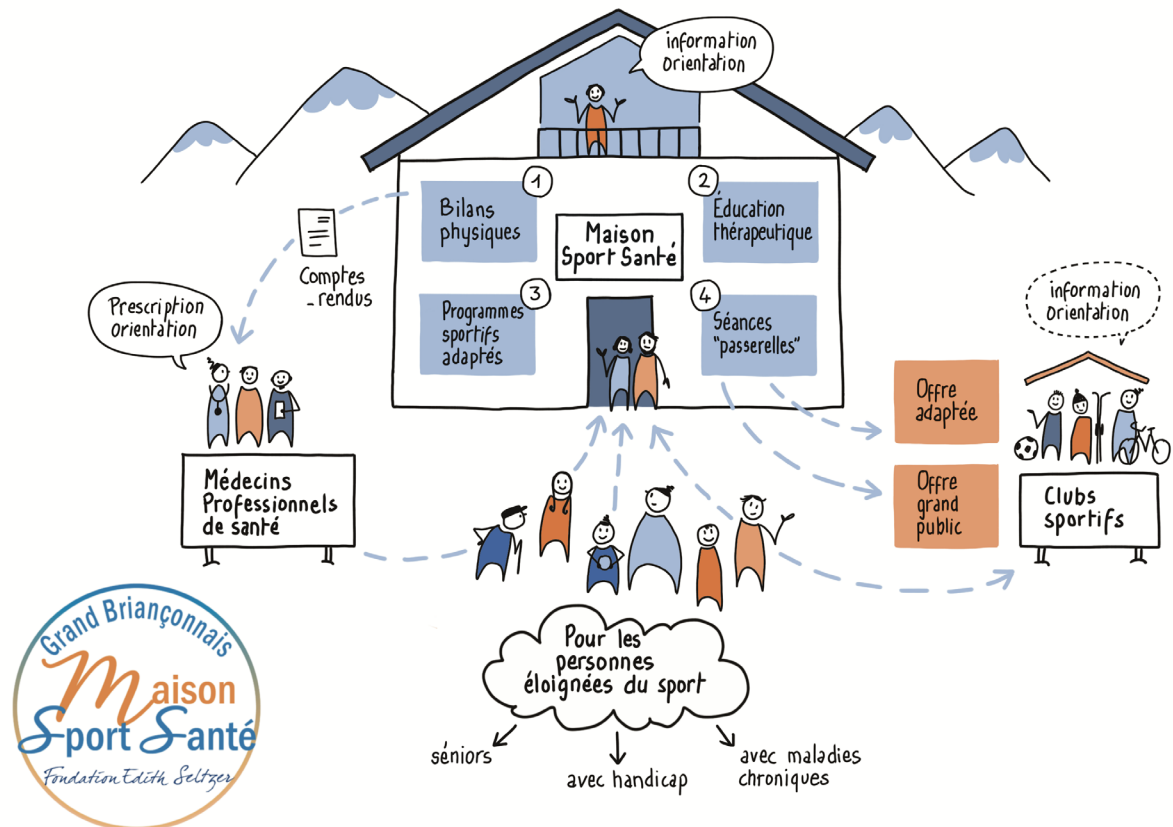 information
orientation
1
Bilans
physiques
2
Éducation
thérapeutique
Maison
Sport Santé
3
Programmes
sportifs
adaptés
4
Séances
"passerelles"
Comptes
_rendus
Prescription
orientation
Médecins
Professionnels
de santé
information
orientation
Offre
adaptée
Offre
grand
public
Clubs
sportifs
Pour les
personnes
éloignées du sport
séniors
avec handicap
avec maladies
chroniques
Grand Briançonnais
Maison
Sport Santé
Fondation Edith Seltzer